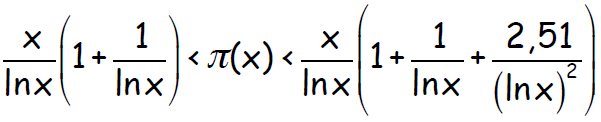 x/lnx (1 + 1/lnx) < π(x) < x/lnx (1 + 1/lnx + 2,51/(lnx)²)